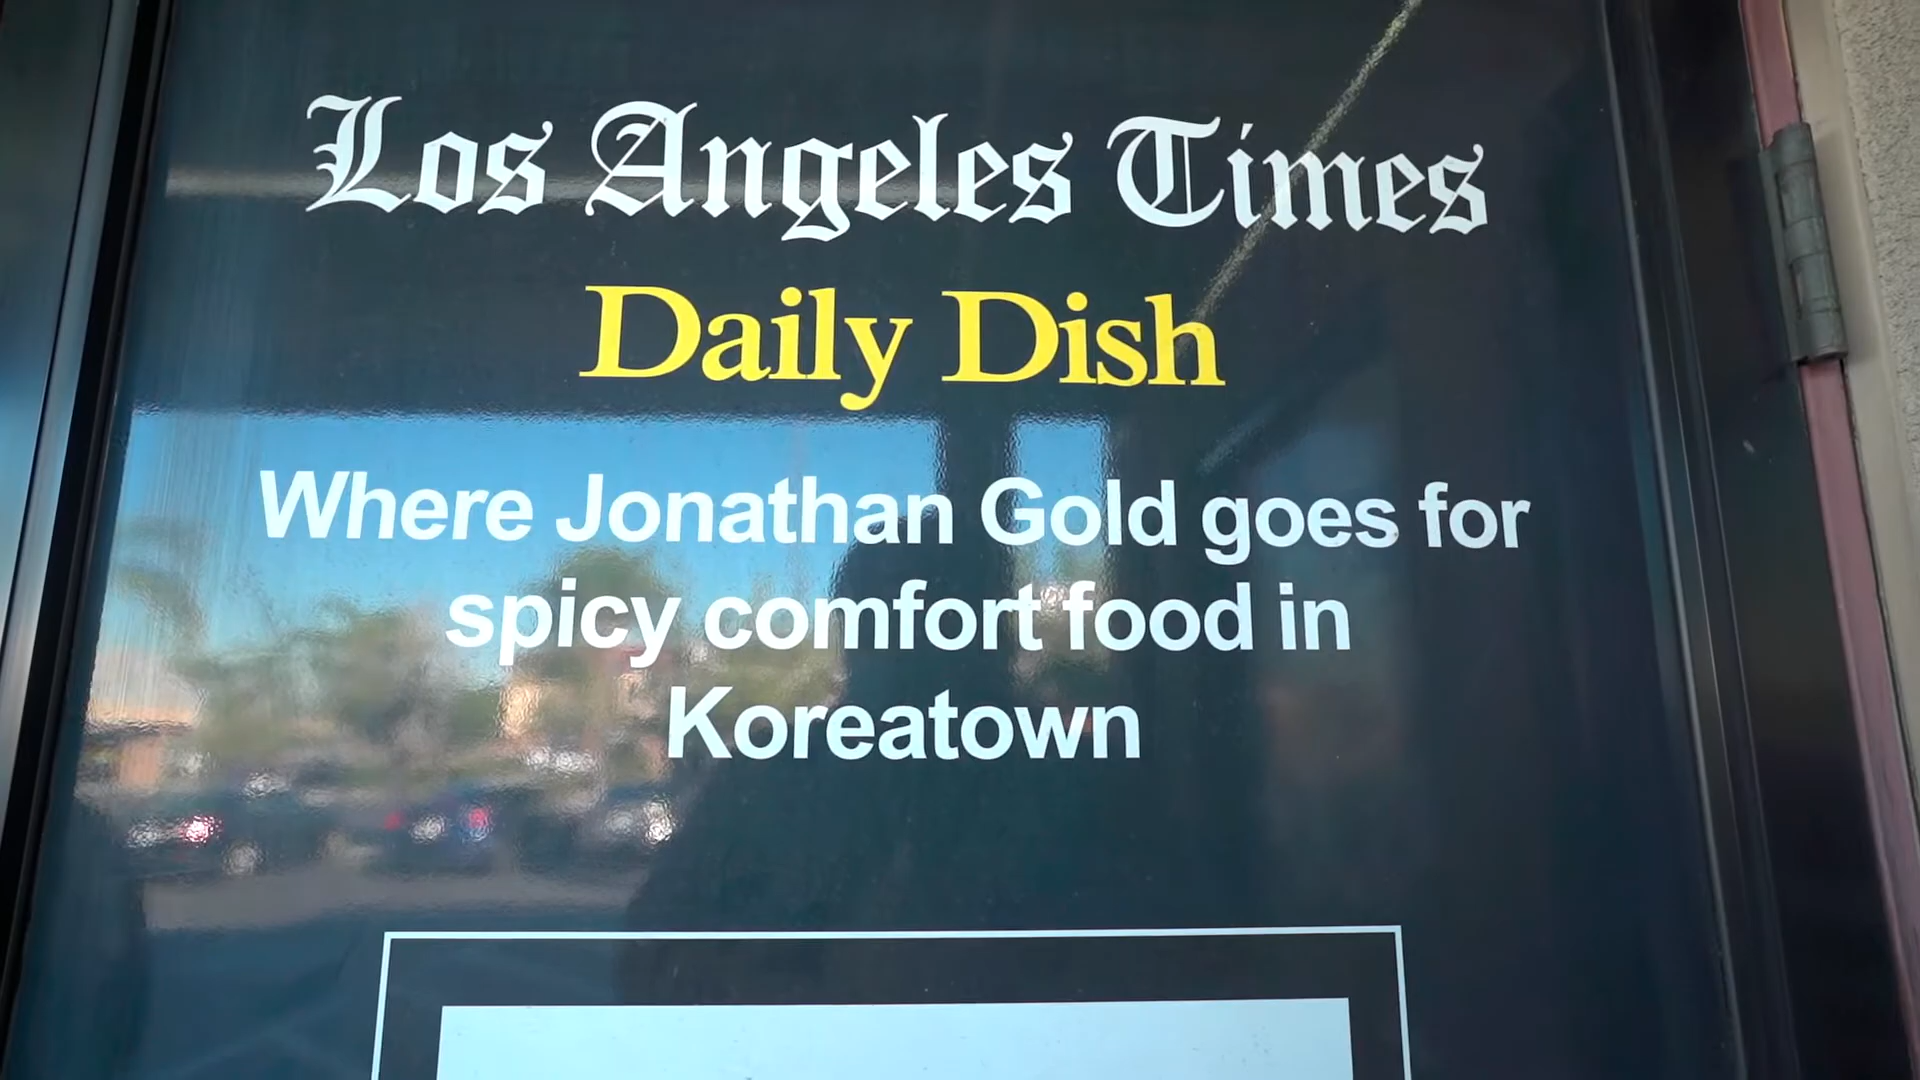 Los Angeles Times
Daily Dish
Where Jonathan Gold goes for
spicy comfort food in
Koreatown